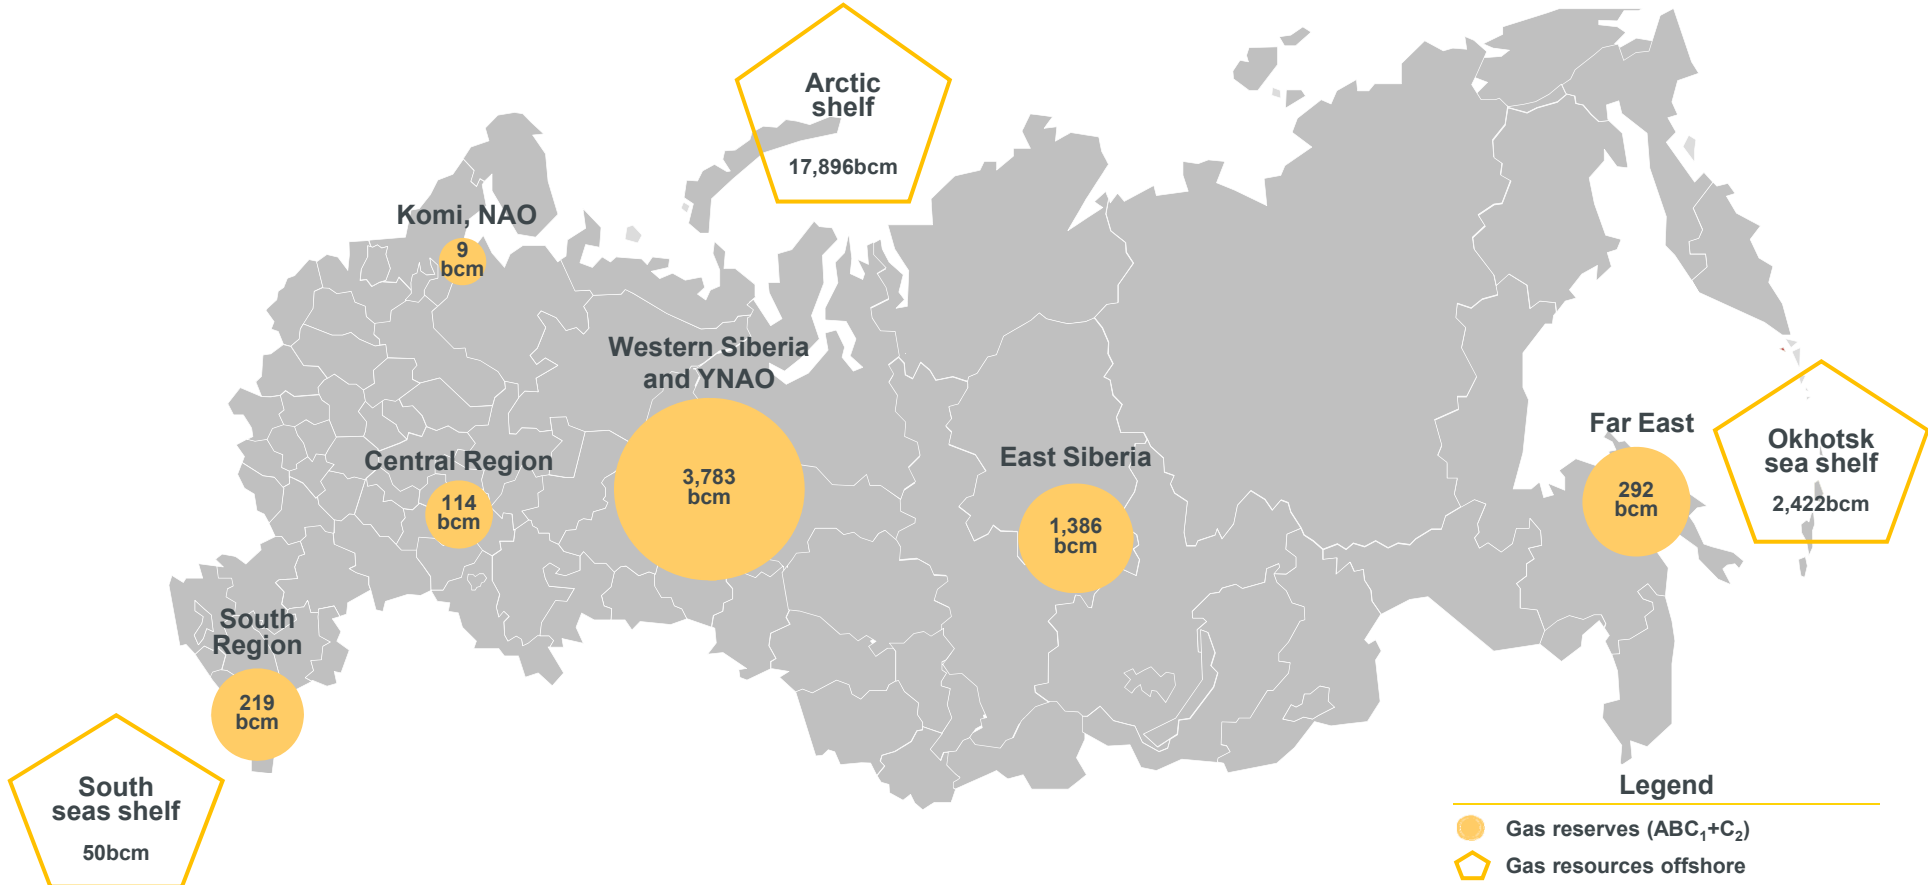 Arctic
shelf
17,896bcm
Komi, NAO
9
bcm
Western Siberia
and YNAO
3,783
bcm
Central Region
114
bcm
East Siberia
1,386
bcm
Far East
292
bcm
Okhotsk
sea shelf
2,422bcm
South
Region
219
bcm
South
seas shelf
50bcm
Legend
Gas reserves (ABC₁+C₂)
Gas resources offshore